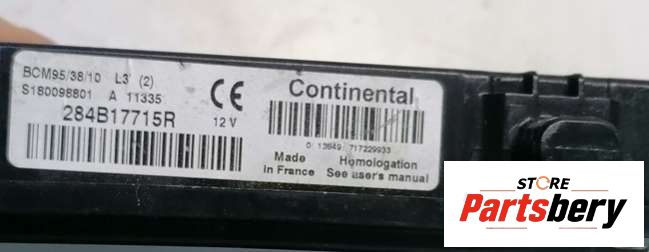 BCM95/38/10 L3 (2)
S180098801 A 11335
284B17715R
12 V
CE
Continental
0 13649 717229933
Made in France
Homologation
See user's manual
STORE
Partsbery